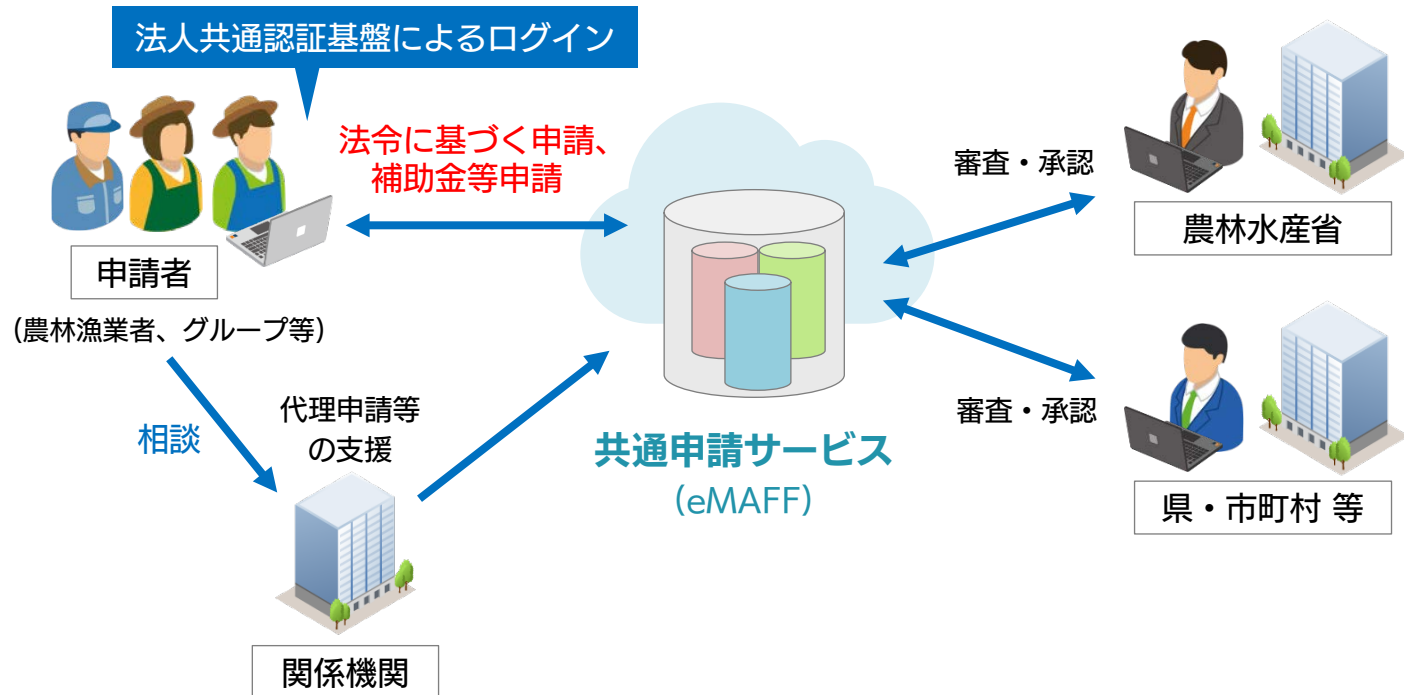 法人共通認証基盤によるログイン
法令に基づく申請、
補助金等申請
申請者
(農林漁業者、グループ等)
相談
代理申請等
の支援
関係機関
共通申請サービス
(eMAFF)
審査・承認
農林水産省
審査・承認
県・市町村 等